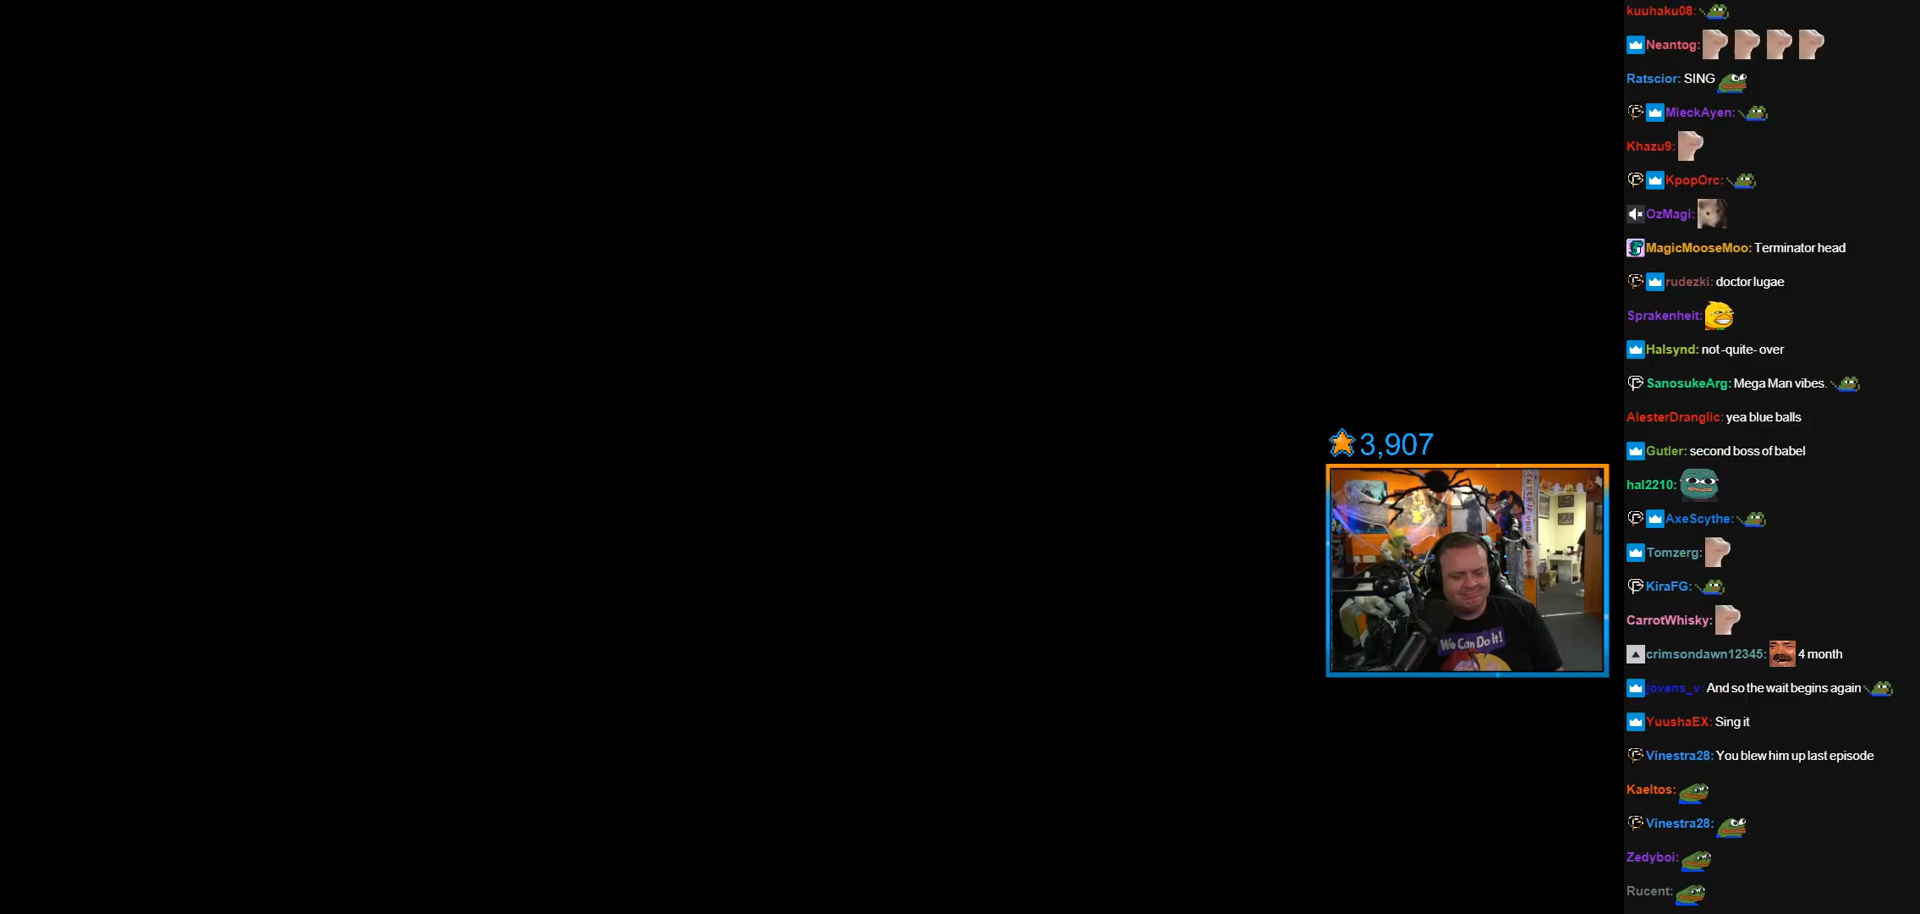 kuuhaku08:
Neantog:
Ratscior: SING
MieckAyen:
Khazu9:
KpopOrc:
OzMagi:
MagicMooseMoo: Terminator head
rudezki: doctor lugae
Sprakenheit:
Halsynd: not -quite- over
SanosukeArg: Mega Man vibes.
AlesterDranglic: yea blue balls
3,907
Gutler: second boss of babel
hal2210:
AxeScythe:
Tomzerg:
KiraFG:
CarrotWhisky:
We Can Do It!
crimsondawn12345: 4 month
jovens_v: And so the wait begins again
YuushaEX: Sing it
Vinestra28: You blew him up last episode
Kaeltos:
Vinestra28:
Zedyboi:
Rucent: